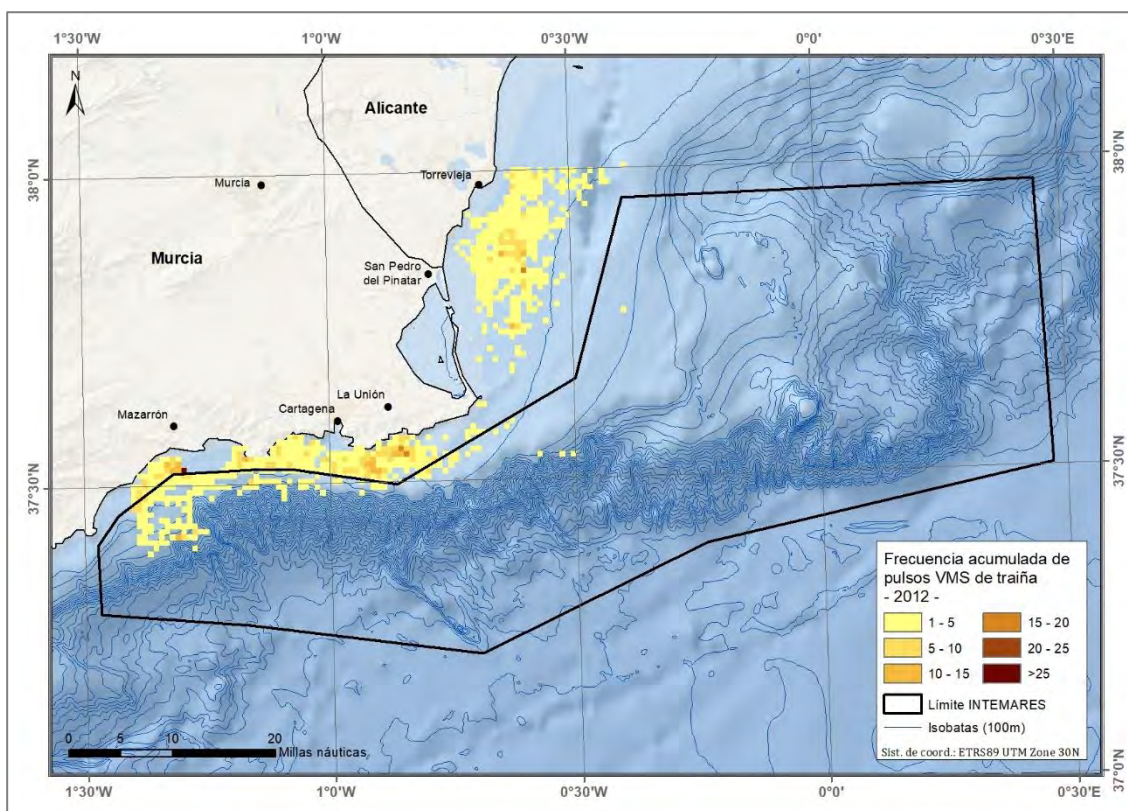 1°30'W 1°0'W 0°30'W 0°0' 0°30'E
N
Alicante
38°0'N
38°0'N
Murcia
Torrevieja
Murcia
San Pedro
del Pinatar
La Unión
Cartagena
Mazarrón
37°30'N
37°30'N
Frecuencia acumulada de
pulsos VMS de traiña
- 2012 -
1 - 5
15 - 20
5 - 10
20 - 25
10 - 15
>25
Límite INTEMARES
Isobatas (100m)
Sist. de coord.: ETRS89 UTM Zone 30N
0 5 10 20
Millas náuticas
37°0'N
1°30'W 1°0'W 0°30'W 0°0' 0°30'E